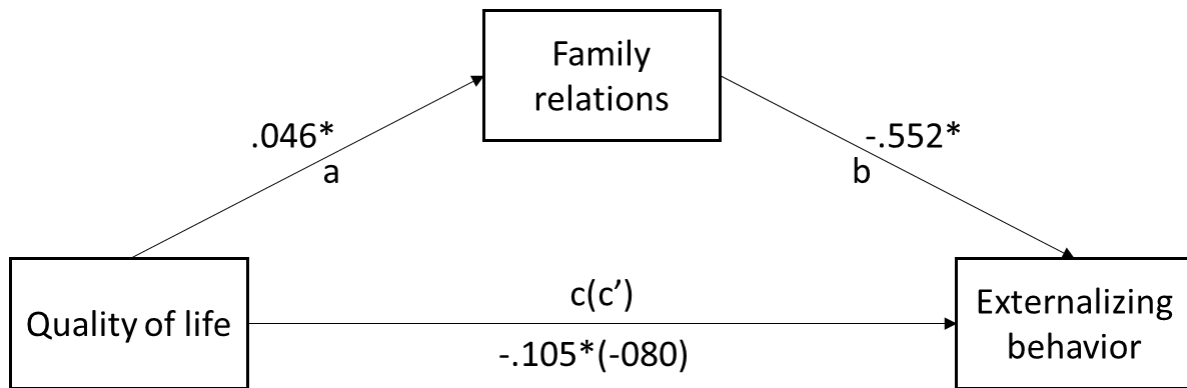 Family
relations
.046*
a
-.552*
b
Quality of life
c(c’)
-.105*(-080)
Externalizing
behavior